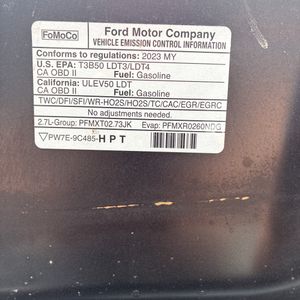 FoMoCo
Ford Motor Company
VEHICLE EMISSION CONTROL INFORMATION
Conforms to regulations: 2023 MY
U.S. EPA: T3B50 LDT3/LDT4
CA OBD II Fuel: Gasoline
California: ULEV50 LDT
CA OBD II Fuel: Gasoline
TWC/DFI/SFI/WR-HO2S/HO2S/TC/CAC/EGR/EGRC
No adjustments needed.
2.7L-Group: PFMXT02.73JK Evap: PFMXR0260NDG
PW7E-9C485-HPT